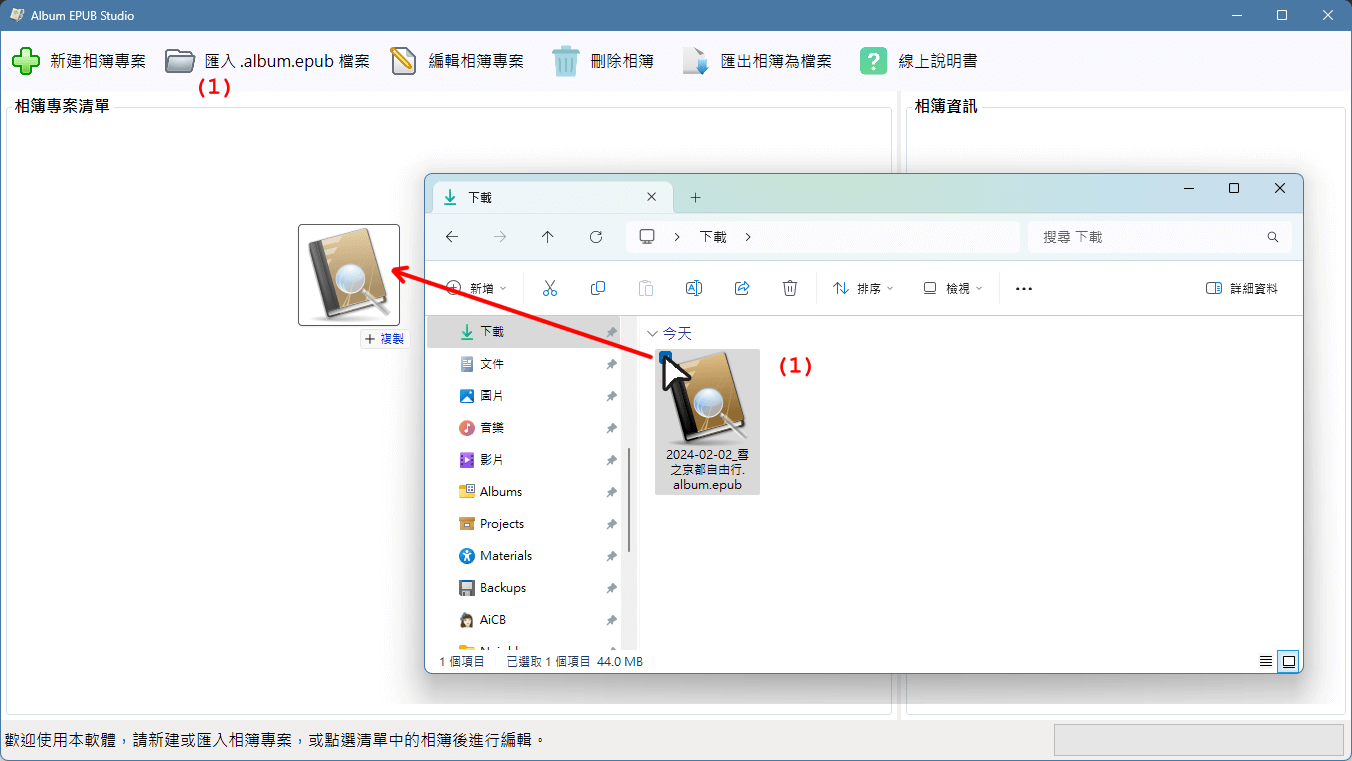 Album EPUB Studio
新建相簿專案
匯入 .album.epub 檔案
編輯相簿專案
刪除相簿
匯出相簿為檔案
? 線上說明書
(1)
相簿專案清單
相簿資訊
下載
下載
搜尋 下載
新增
排序
檢視
詳細資料
下載
文件
圖片
音樂
影片
Albums
Projects
Materials
Backups
AiCB
今天
(1)
2024-02-02_雪
之京都自由行.
album.epub
+ 複製
1 個項目
已選取 1 個項目 44.0 MB
歡迎使用本軟體，請新建或匯入相簿專案，或點選清單中的相簿後進行編輯。